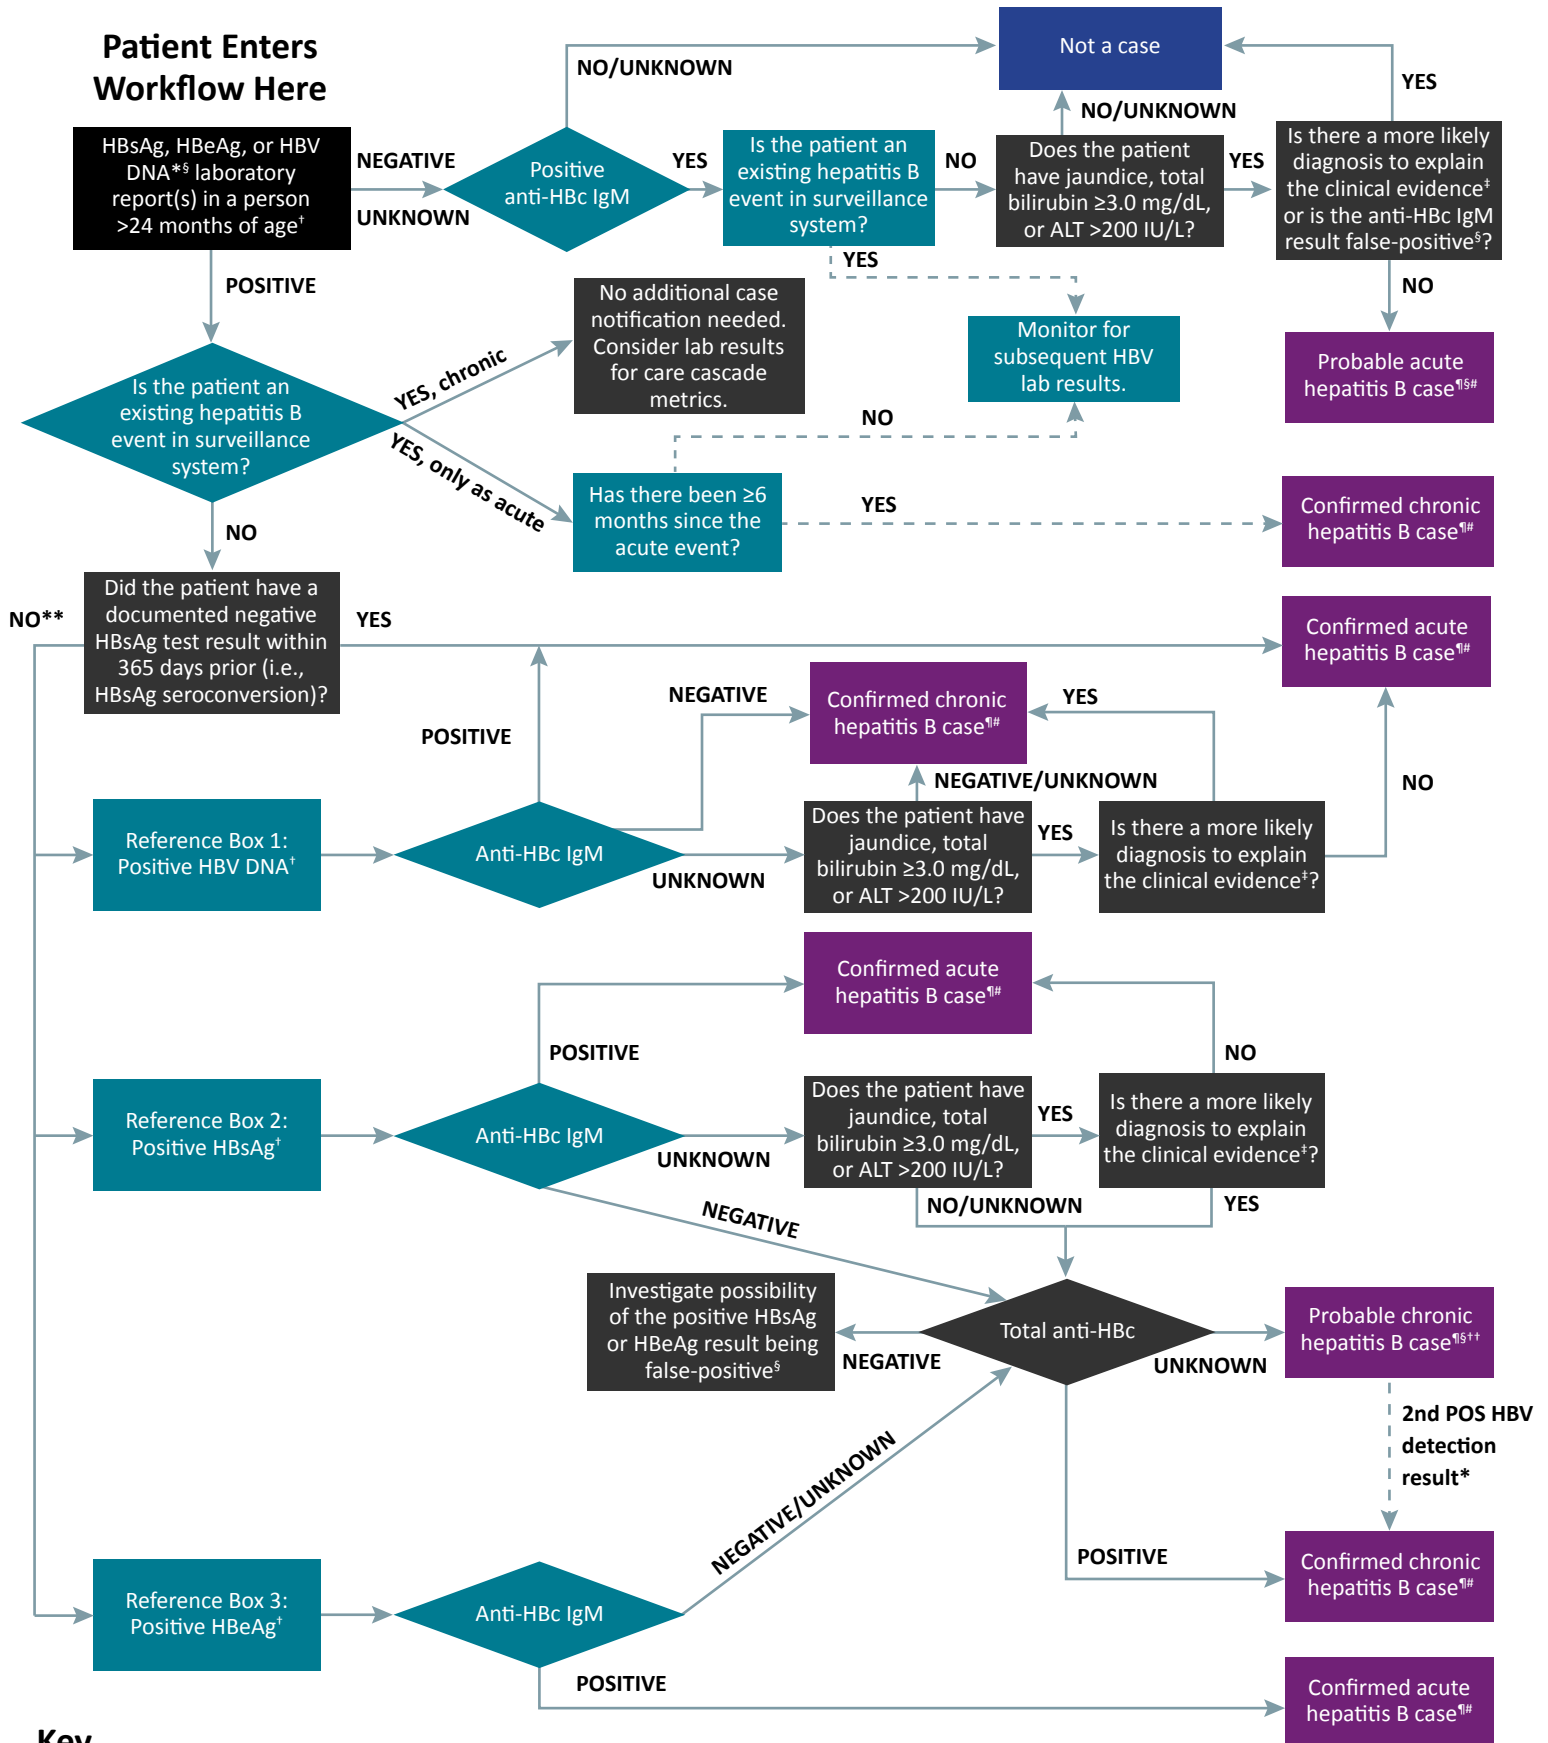 Patient Enters
Workflow Here
HBsAg, HBeAg, or HBV
DNA*§ laboratory
report(s) in a person
>24 months of age†
NEGATIVE
UNKNOWN
POSITIVE
Positive
anti-HBc IgM
NO/UNKNOWN
YES
Not a case
Is the patient an
existing hepatitis B
event in surveillance
system?
NO
YES
Does the patient
have jaundice, total
bilirubin ≥3.0 mg/dL,
or ALT >200 IU/L?
NO/UNKNOWN
YES
Is there a more likely
diagnosis to explain
the clinical evidence‡
or is the anti-HBc IgM
result false-positive§?
YES
NO
Probable acute
hepatitis B case¶§#
Monitor for
subsequent HBV
lab results.
Is the patient an
existing hepatitis B
event in surveillance
system?
YES, chronic
No additional case
notification needed.
Consider lab results
for care cascade
metrics.
YES, only as acute
Has there been ≥6
months since the
acute event?
NO
YES
Confirmed chronic
hepatitis B case¶#
NO
Did the patient have a
documented negative
HBsAg test result within
365 days prior (i.e.,
HBsAg seroconversion)?
NO**
YES
Confirmed acute
hepatitis B case¶#
Reference Box 1:
Positive HBV DNA†
Anti-HBc IgM
POSITIVE
NEGATIVE
UNKNOWN
Confirmed chronic
hepatitis B case¶#
NEGATIVE/UNKNOWN
Does the patient have
jaundice, total
bilirubin ≥3.0 mg/dL,
or ALT >200 IU/L?
YES
Is there a more likely
diagnosis to explain
the clinical evidence‡?
YES
NO
Reference Box 2:
Positive HBsAg†
Anti-HBc IgM
POSITIVE
UNKNOWN
NEGATIVE
Confirmed acute
hepatitis B case¶#
Does the patient have
jaundice, total
bilirubin ≥3.0 mg/dL,
or ALT >200 IU/L?
YES
NO/UNKNOWN
Is there a more likely
diagnosis to explain
the clinical evidence‡?
NO
YES
Total anti-HBc
NEGATIVE
Investigate possibility
of the positive HBsAg
or HBeAg result being
false-positive§
UNKNOWN
Probable chronic
hepatitis B case¶§††
2nd POS HBV
detection
result*
POSITIVE
Confirmed chronic
hepatitis B case¶#
Reference Box 3:
Positive HBeAg†
Anti-HBc IgM
NEGATIVE/UNKNOWN
POSITIVE
Confirmed acute
hepatitis B case¶#
Key